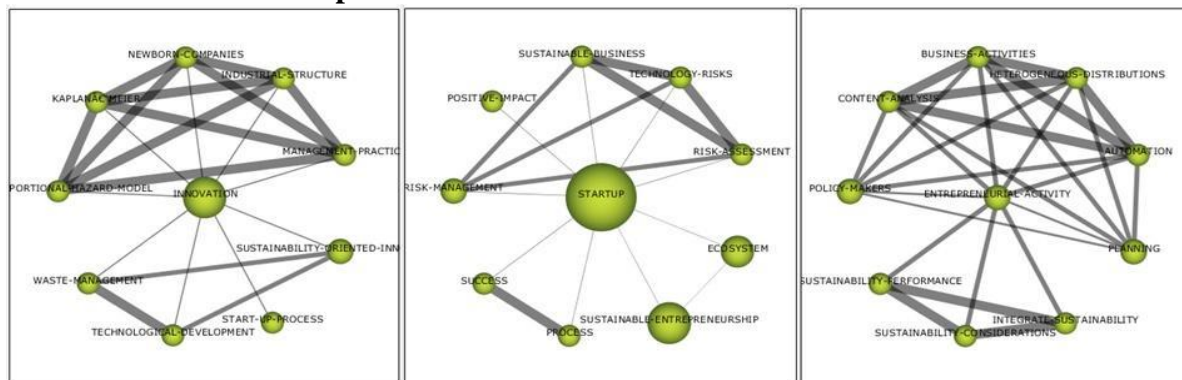 NEWBORN-COMPANIES
INDUSTRIAL-STRUCTURE
KAPLANAC MEIER
MANAGEMENT-PRACTIC
PORTIONAL-HAZARD-MODEL
INNOVATION
SUSTAINABILITY-ORIENTED-INN
WASTE-MANAGEMENT
START-UP-PROCESS
TECHNOLOGICAL-DEVELOPMENT
SUSTAINABLE-BUSINESS
TECHNOLOGY-RISKS
POSITIVE-IMPACT
RISK-ASSESSMENT
RISK-MANAGEMENT
STARTUP
ECOSYSTEM
SUCCESS
SUSTAINABLE-ENTREPRENEURSHIP
PROCESS
BUSINESS-ACTIVITIES
HETEROGENEOUS-DISTRIBUTIONS
CONTENT-ANALYSIS
AUTOMATION
POLICY-MAKERS
ENTREPRENEURIAL-ACTIVITY
PLANNING
SUSTAINABILITY-PERFORMANCE
INTEGRATE-SUSTAINABILITY
SUSTAINABILITY-CONSIDERATIONS